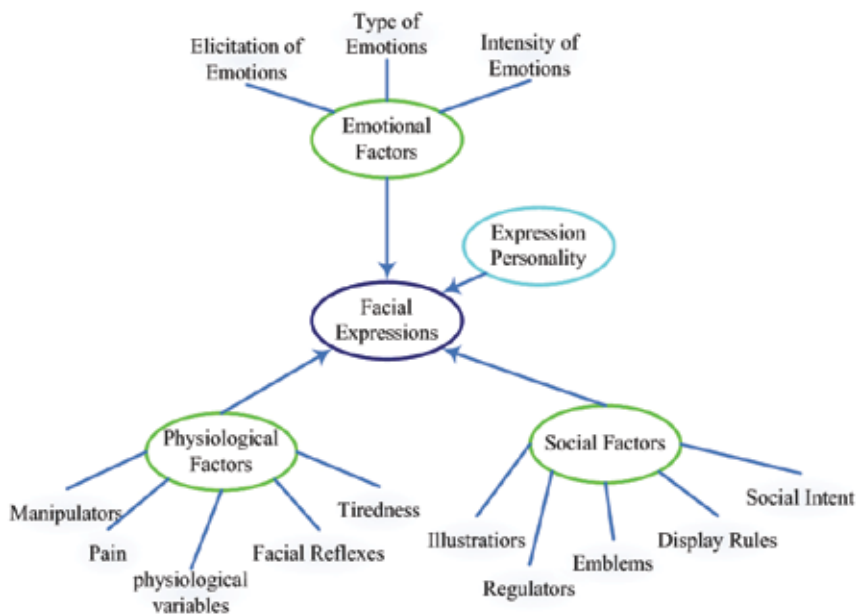 Elicitation of
Emotions
Type of
Emotions
Intensity of
Emotions
Emotional
Factors
Expression
Personality
Facial
Expressions
Physiological
Factors
Social Factors
Manipulators
Pain
physiological
variables
Facial Reflexes
Tiredness
Illustratiors
Regulators
Emblems
Display Rules
Social Intent